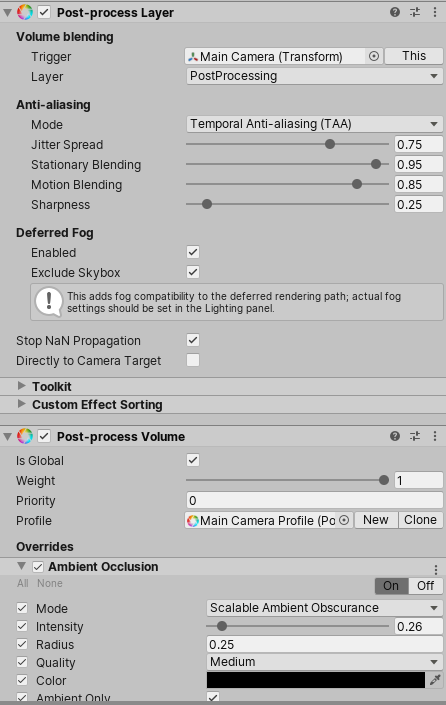 Post-process Layer
Volume blending
Trigger Main Camera (Transform) This
Layer PostProcessing
Anti-aliasing
Mode Temporal Anti-aliasing (TAA)
Jitter Spread 0.75
Stationary Blending 0.95
Motion Blending 0.85
Sharpness 0.25
Deferred Fog
Enabled
Exclude Skybox
This adds fog compatibility to the deferred rendering path; actual fog
settings should be set in the Lighting panel.
Stop NaN Propagation
Directly to Camera Target
Toolkit
Custom Effect Sorting
Post-process Volume
Is Global
Weight 1
Priority 0
Profile Main Camera Profile (Po New Clone
Overrides
Ambient Occlusion
All None On Off
Mode Scalable Ambient Obscurance
Intensity 0.26
Radius 0.25
Quality Medium
Color
Ambient Only